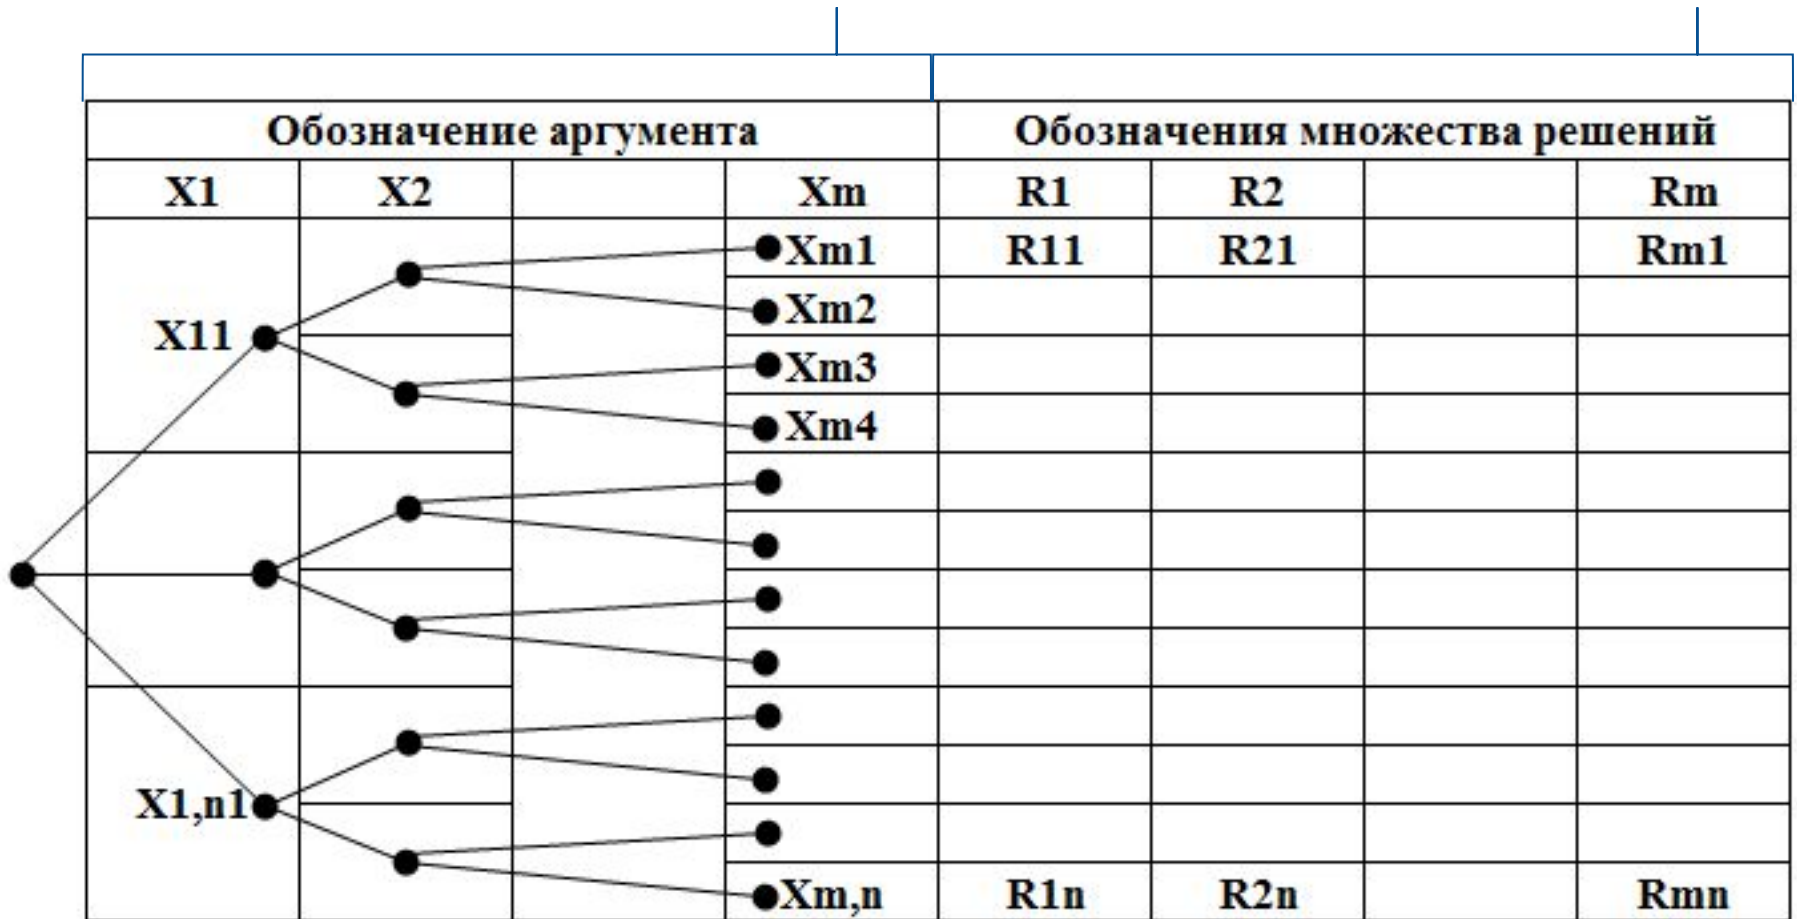 Обозначение аргумента Обозначения множества решений
X1 X2 Xm R1 R2 Rm
Xm1 R11 R21 Rm1
Xm2
X11
Xm3
Xm4
X1,n1
Xm,n R1n R2n Rmn